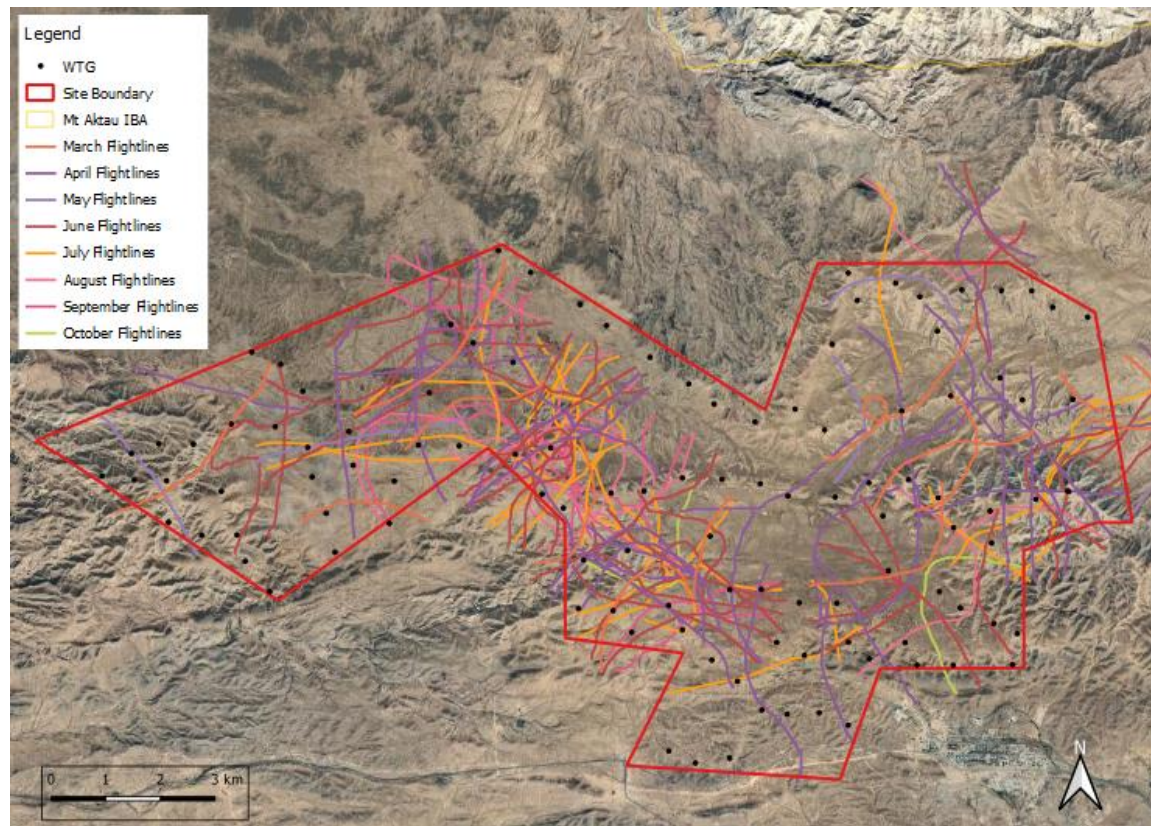 Legend
WTG
Site Boundary
Mt Aktau IBA
March Flightlines
April Flightlines
May Flightlines
June Flightlines
July Flightlines
August Flightlines
September Flightlines
October Flightlines
0 1 2 3 km
N